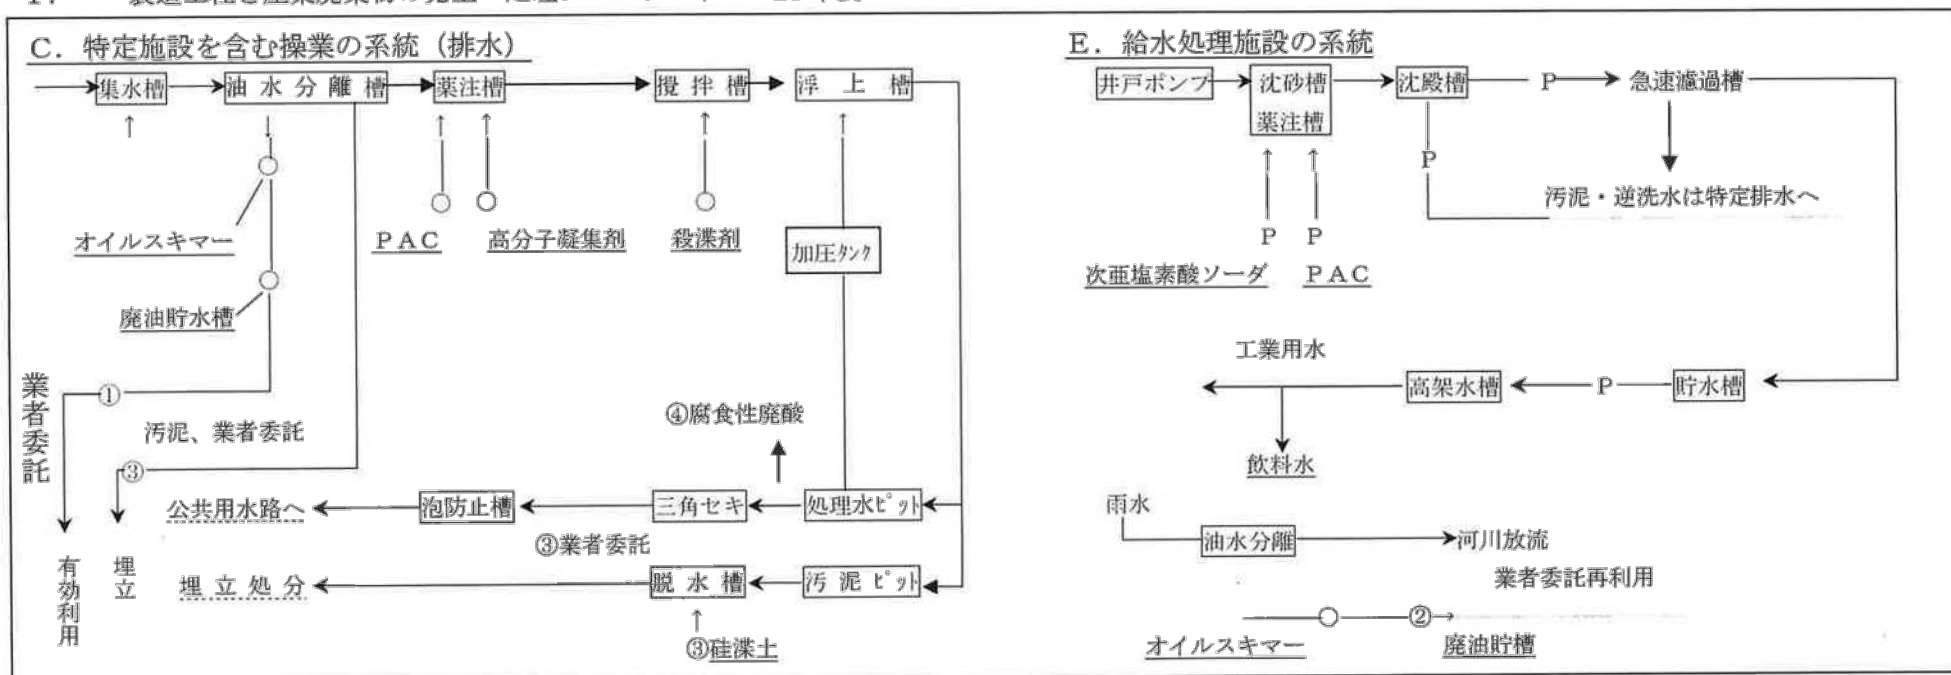 C．特定施設を含む操業の系統（排水）
集水槽
油水分離槽
薬注槽
攪拌槽
浮上槽
オイルスキマー
PAC
高分子凝集剤
殺藻剤
加圧タンク
廃油貯水槽
業者委託
①
汚泥、業者委託
③
④腐食性廃酸
公共用水路へ
泡防止槽
三角セキ
処理水ピット
③業者委託
有効利用
埋立
埋立処分
脱水槽
汚泥ピット
③硅藻土
E．給水処理施設の系統
井戸ポンプ
沈砂槽
薬注槽
沈殿槽
P
急速濾過槽
P
汚泥・逆洗水は特定排水へ
P P
次亜塩素酸ソーダ
PAC
工業用水
高架水槽
P
貯水槽
飲料水
雨水
油水分離
河川放流
業者委託再利用
②
オイルスキマー
廃油貯槽